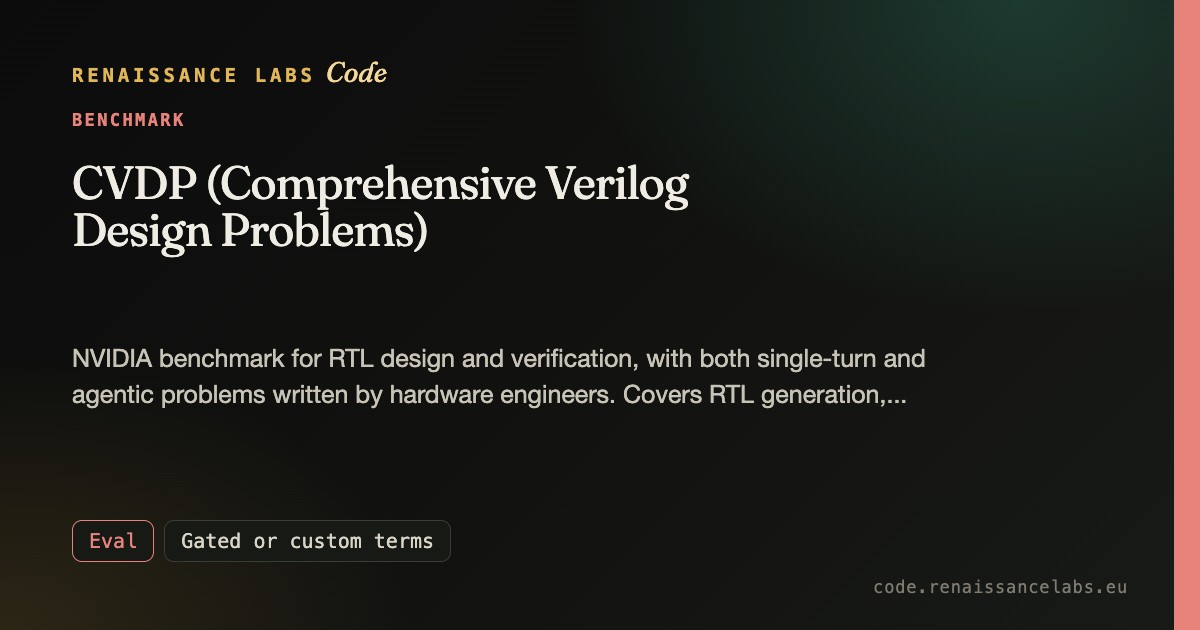 RENAISSANCE LABS Code
BENCHMARK
CVDP (Comprehensive Verilog
Design Problems)
NVIDIA benchmark for RTL design and verification, with both single-turn and
agentic problems written by hardware engineers. Covers RTL generation,...
Eval
Gated or custom terms
code.renaissancelabs.eu